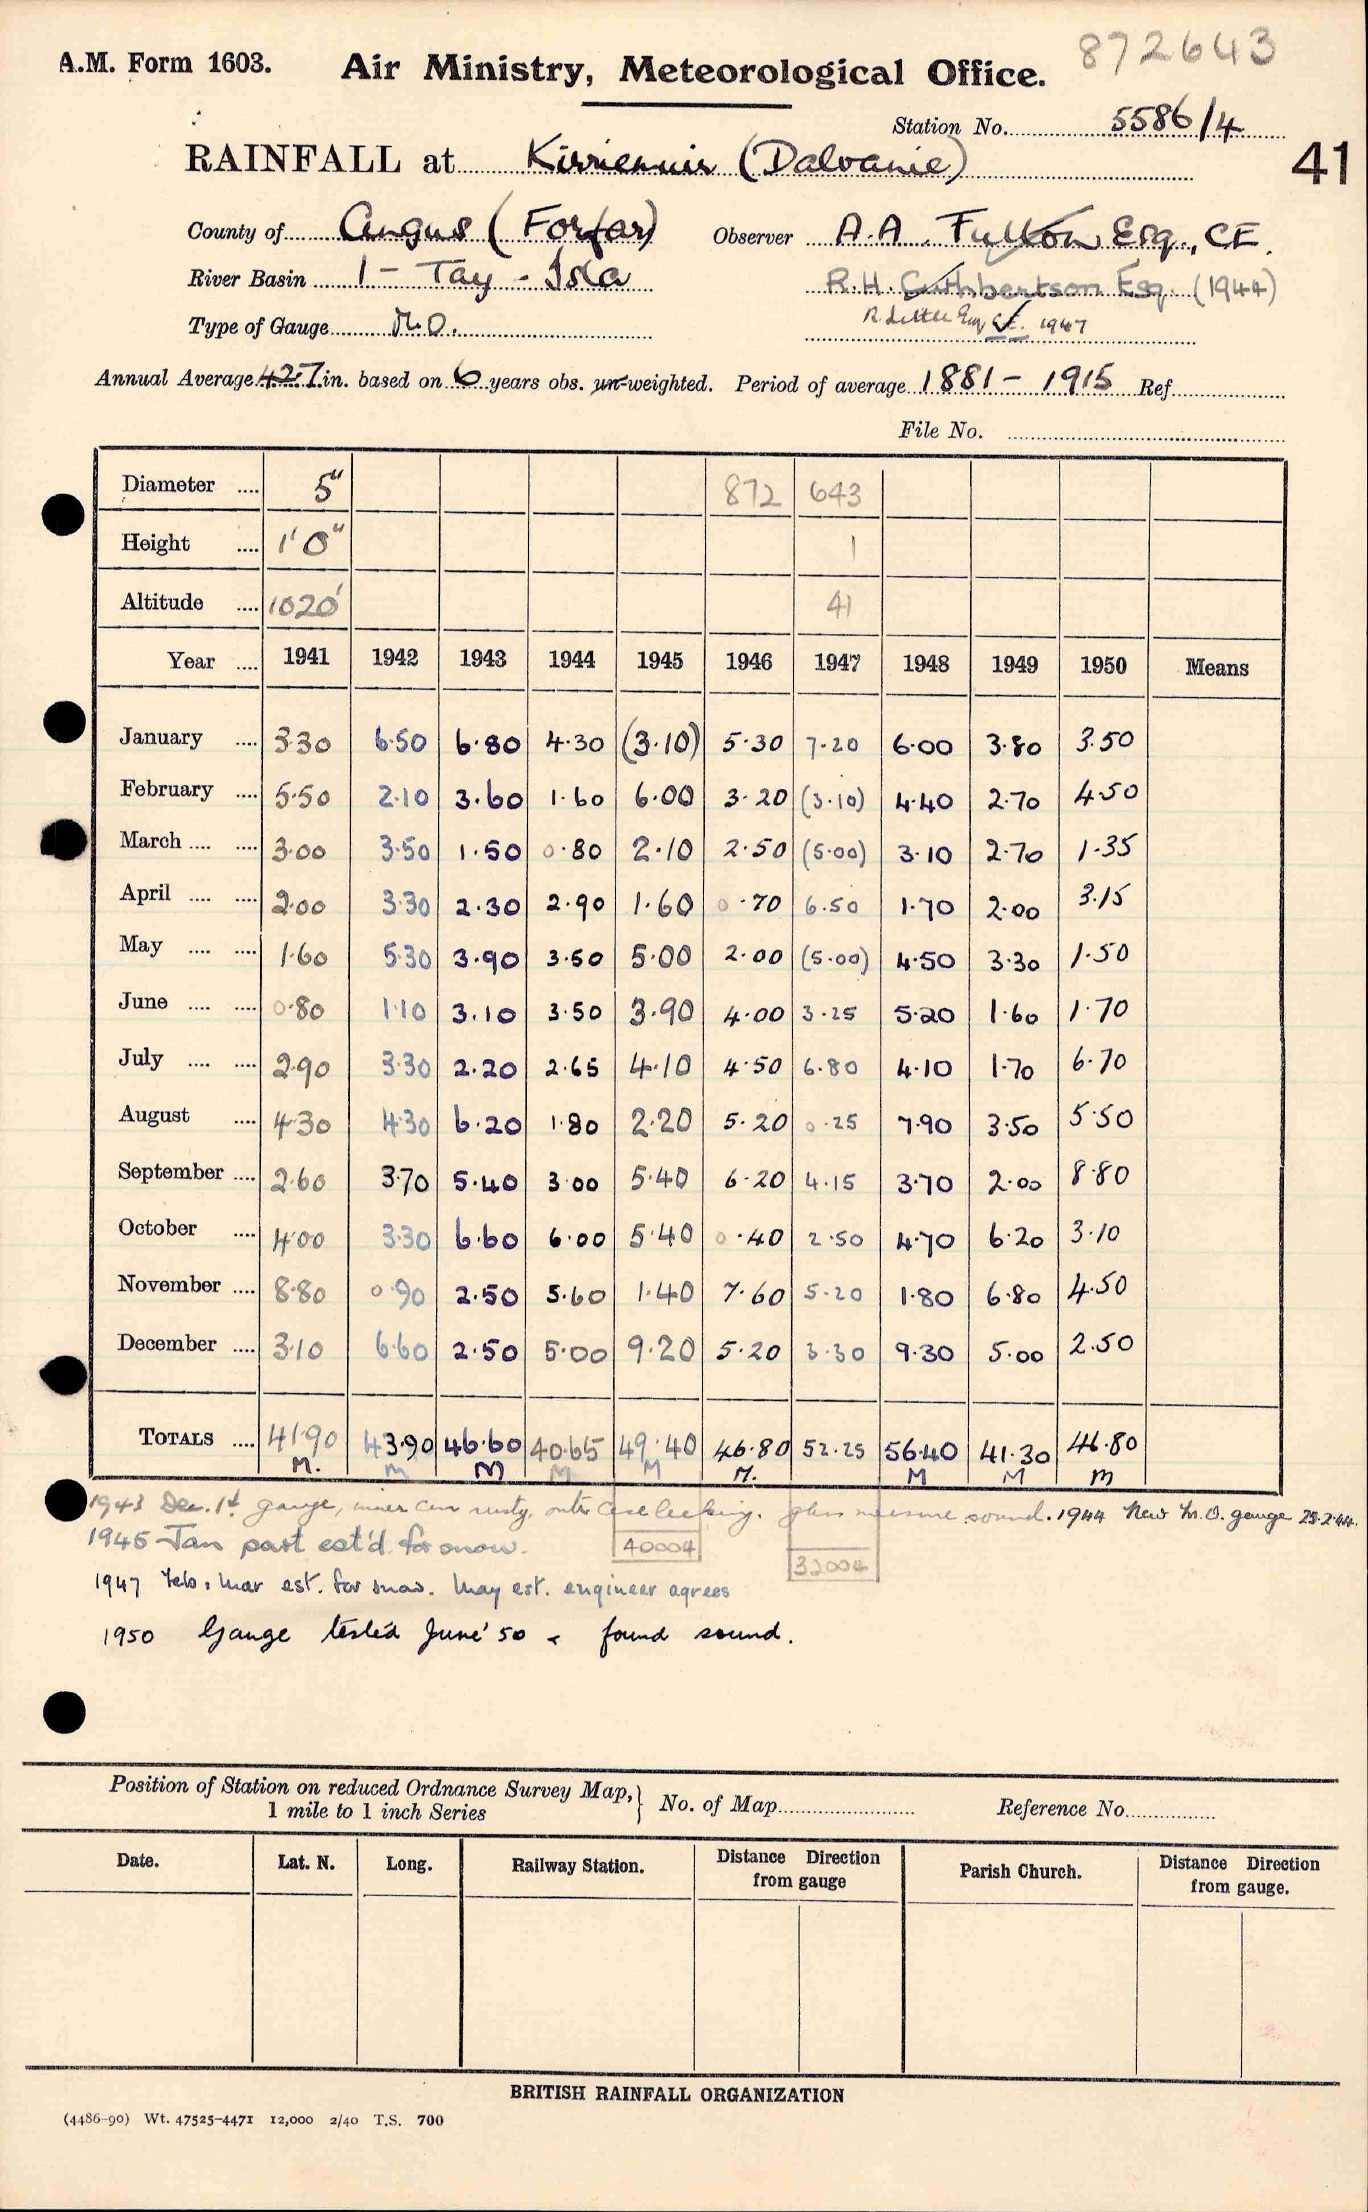 872643
A.M. Form 1603. Air Ministry, Meteorological Office.
Station No. 5586/4
41
RAINFALL at Kirriemuir (Dalvanie)
County of Angus (Forfar) Observer A.A. Fulton Esq., CE.
River Basin 1 - Tay - Isla R.H. Cuthbertson Esq. (1944)
Type of Gauge M.O. R. Little Esq CE. 1947
Annual Average 42.7 in. based on 6 years obs. un-weighted. Period of average 1881 - 1915 Ref.
File No.
Diameter .... 5" 872 643
Height .... 1'0" 1
Altitude .... 1020' 41
Year .... 1941 1942 1943 1944 1945 1946 1947 1948 1949 1950 Means
January .... 3.30 6.50 6.80 4.30 (3.10) 5.30 7.20 6.00 3.80 3.50
February .... 5.50 2.10 3.60 1.60 6.00 3.20 (3.10) 4.40 2.70 4.50
March .... .... 3.00 3.50 1.50 0.80 2.10 2.50 (5.00) 3.10 2.70 1.35
April .... .... 2.00 3.30 2.30 2.90 1.60 0.70 6.50 1.70 2.00 3.15
May .... .... 1.60 5.30 3.90 3.50 5.00 2.00 (5.00) 4.50 3.30 1.50
June .... .... 0.80 1.10 3.10 3.50 3.90 4.00 3.25 5.20 1.60 1.70
July .... .... 2.90 3.30 2.20 2.65 4.10 4.50 6.80 4.10 1.70 6.70
August .... 4.30 4.30 6.20 1.80 2.20 5.20 0.25 7.90 3.50 5.50
September .... 2.60 3.70 5.40 3.00 5.40 6.20 4.15 3.70 2.00 8.80
October .... 4.00 3.30 6.60 6.00 5.40 0.40 2.50 4.70 6.20 3.10
November .... 8.80 0.90 2.50 5.60 1.40 7.60 5.20 1.80 6.80 4.50
December .... 3.10 6.60 2.50 5.00 9.20 5.20 3.30 9.30 5.00 2.50
TOTALS .... 41.90 43.90 46.60 40.65 49.40 46.80 52.25 56.40 41.30 46.80
M. M M M M M. M M M
1943 Dec. 1st gauge, inner can rusty, outer case leaking. glass measure sound. 1944 New M.O. gauge 25.2.44.
1945 Jan part est'd for snow. 40004
32004
1947 Feb, Mar est. for snow. May est. engineer agrees
1950 Gauge tested June '50 & found sound.
Position of Station on reduced Ordnance Survey Map, } No. of Map Reference No.
1 mile to 1 inch Series
Date. Lat. N. Long. Railway Station. Distance Direction from gauge Parish Church. Distance Direction from gauge.
BRITISH RAINFALL ORGANIZATION
(4486-90) Wt. 47525-4471 12,000 2/40 T.S. 700